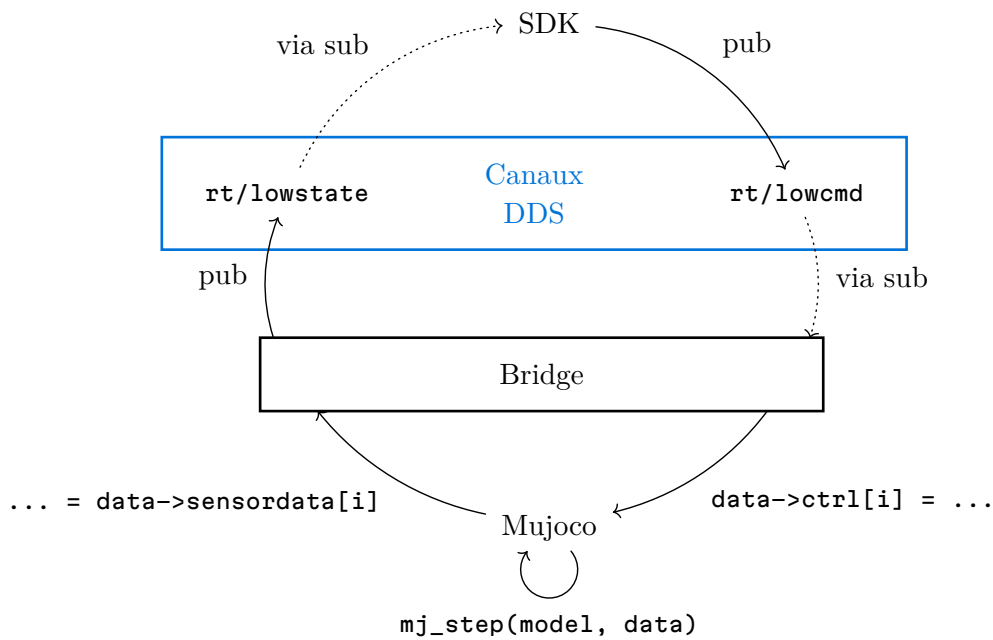 SDK
via sub
pub
Canaux
DDS
rt/lowstate
rt/lowcmd
pub
via sub
Bridge
... = data->sensordata[i]
data->ctrl[i] = ...
Mujoco
mj_step(model, data)